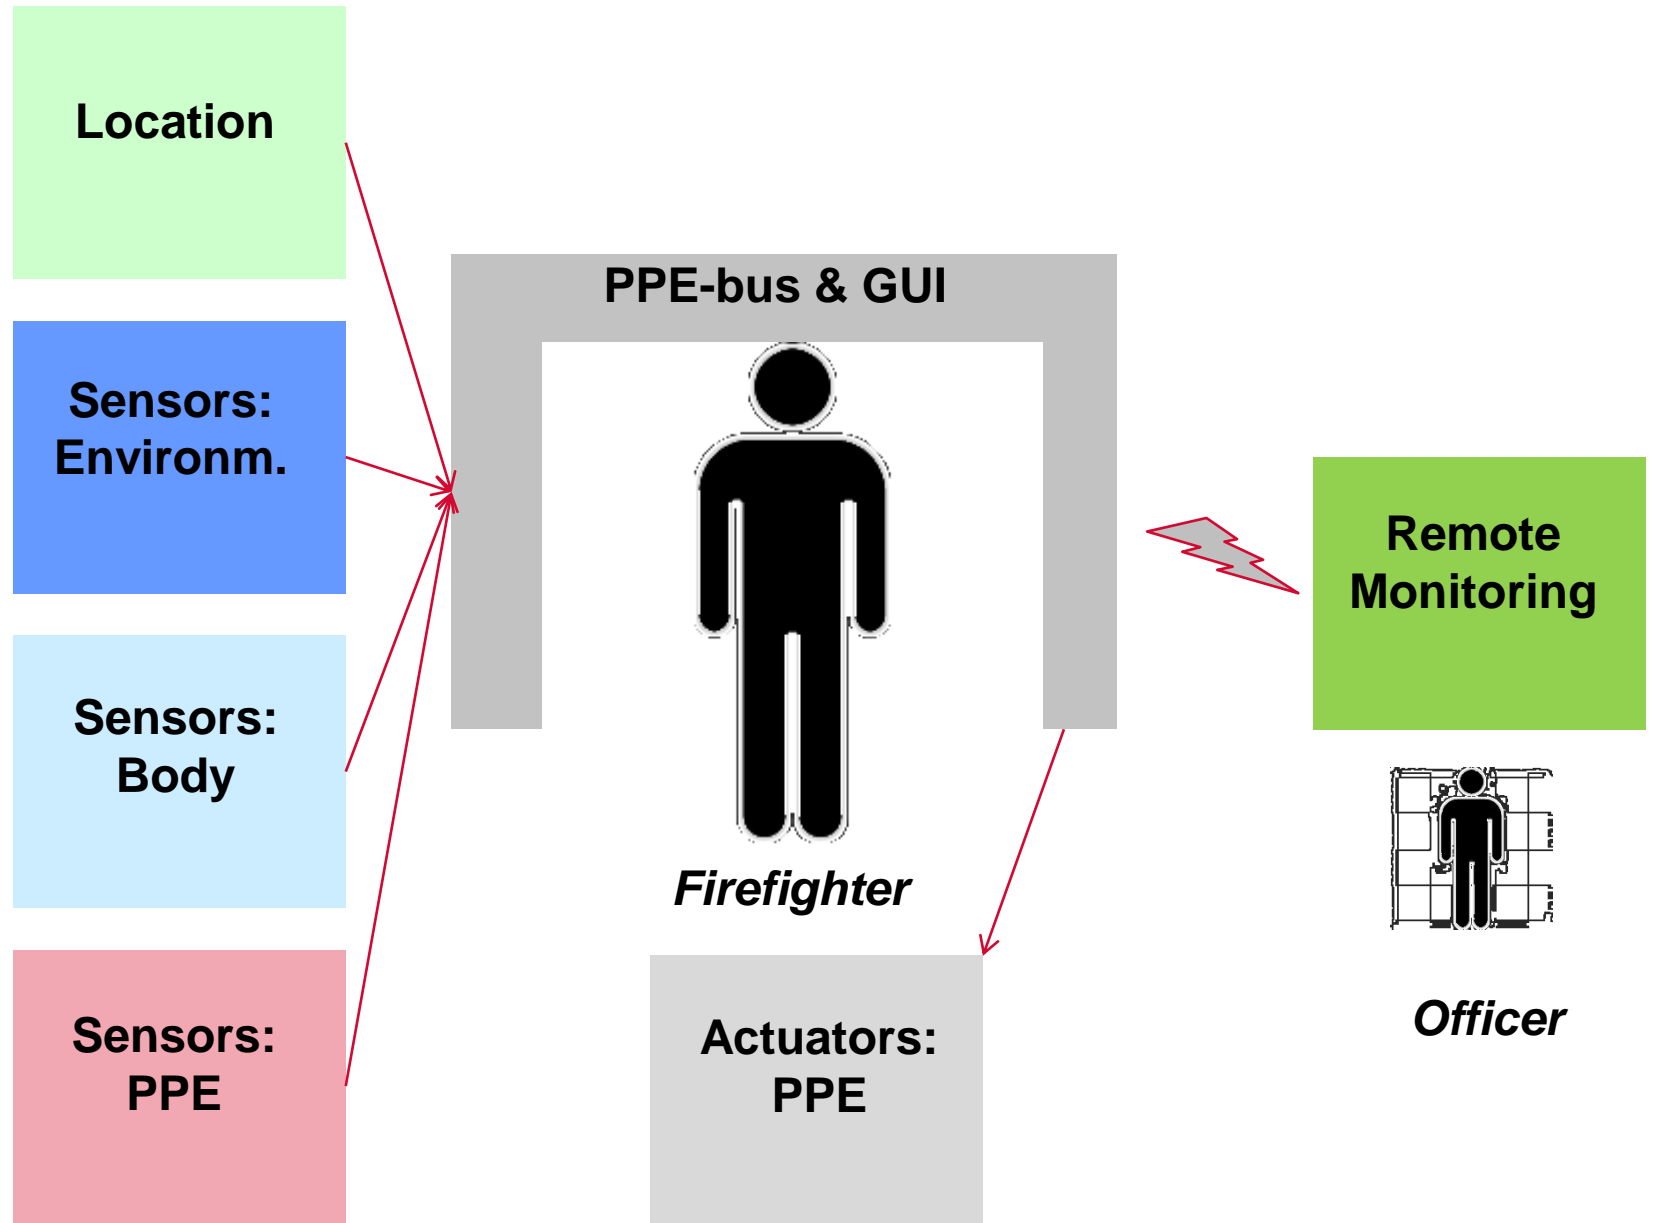 Location
Sensors:
Environm.
Sensors:
Body
Sensors:
PPE
PPE-bus & GUI
Firefighter
Actuators:
PPE
Remote
Monitoring
Officer